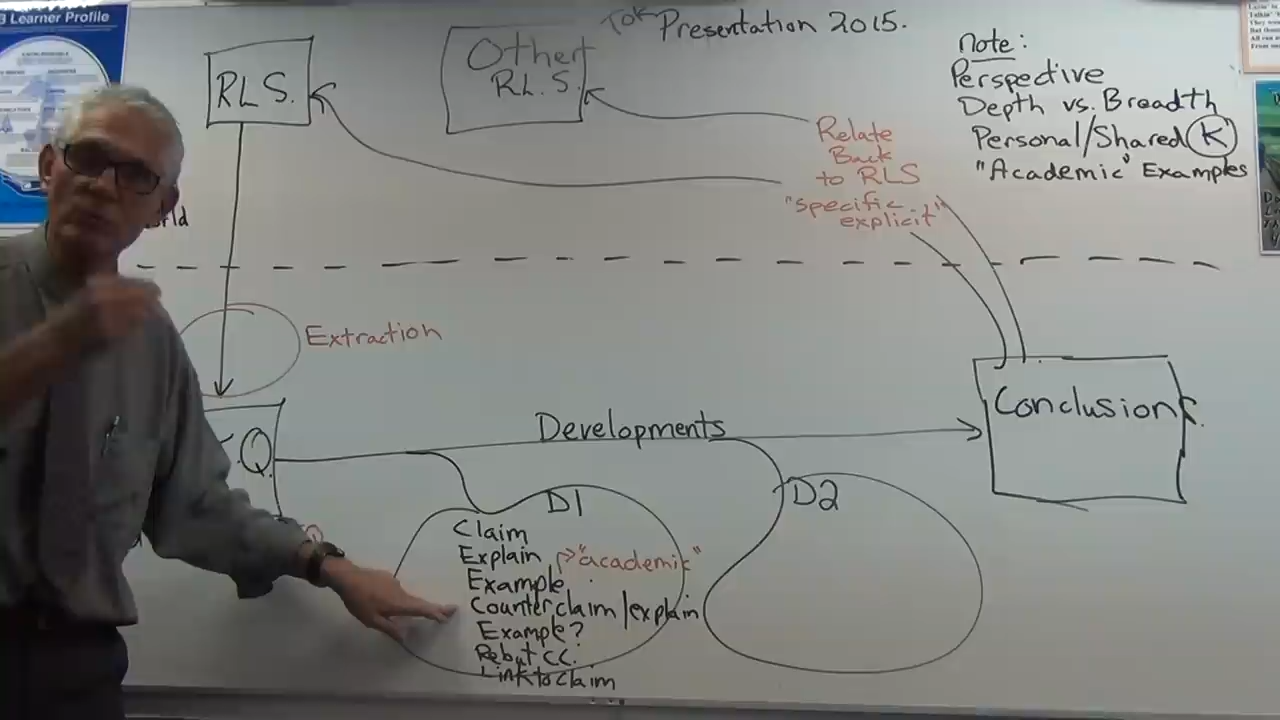 B Learner Profile
TOK Presentation 2015.
RLS.
Other
R.L.S.
note:
Perspective
Depth vs. Breadth
Personal/Shared K
"Academic" Examples
Relate
Back
to RLS
"specific
explicit"
Extraction
Q.
Developments
Conclusion
D1
Claim
Explain
"academic"
Example
Counterclaim/explain
Example?
Rebut CC.
Link to Claim
D2